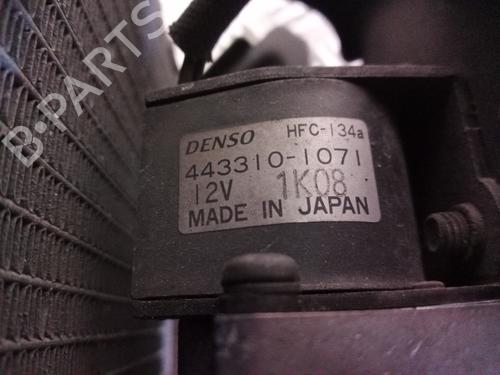 B-PARTS
DENSO HFC-134a
443310-1071
12V 1K08
MADE IN JAPAN